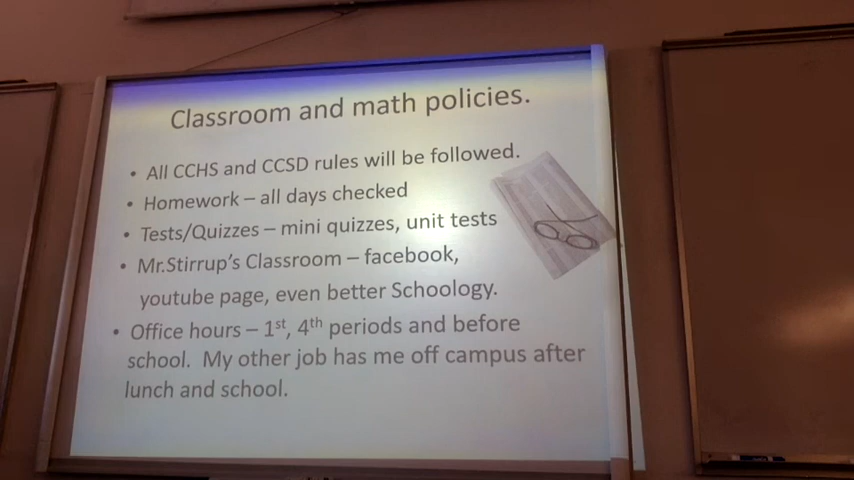 Classroom and math policies.
• All CCHS and CCSD rules will be followed.
• Homework – all days checked
• Tests/Quizzes – mini quizzes, unit tests
• Mr.Stirrup's Classroom – facebook,
youtube page, even better Schoology.
• Office hours – 1st, 4th periods and before
school. My other job has me off campus after
lunch and school.